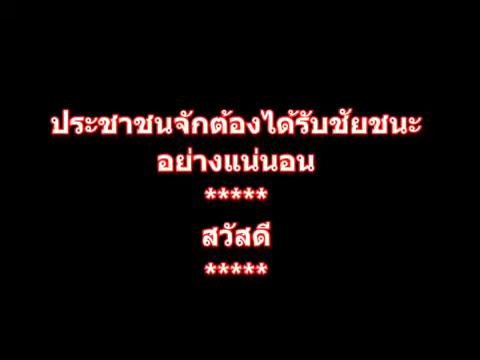 ประชาชนจักต้องได้รับชัยชนะ
อย่างแน่นอน
*****
สวัสดี
*****